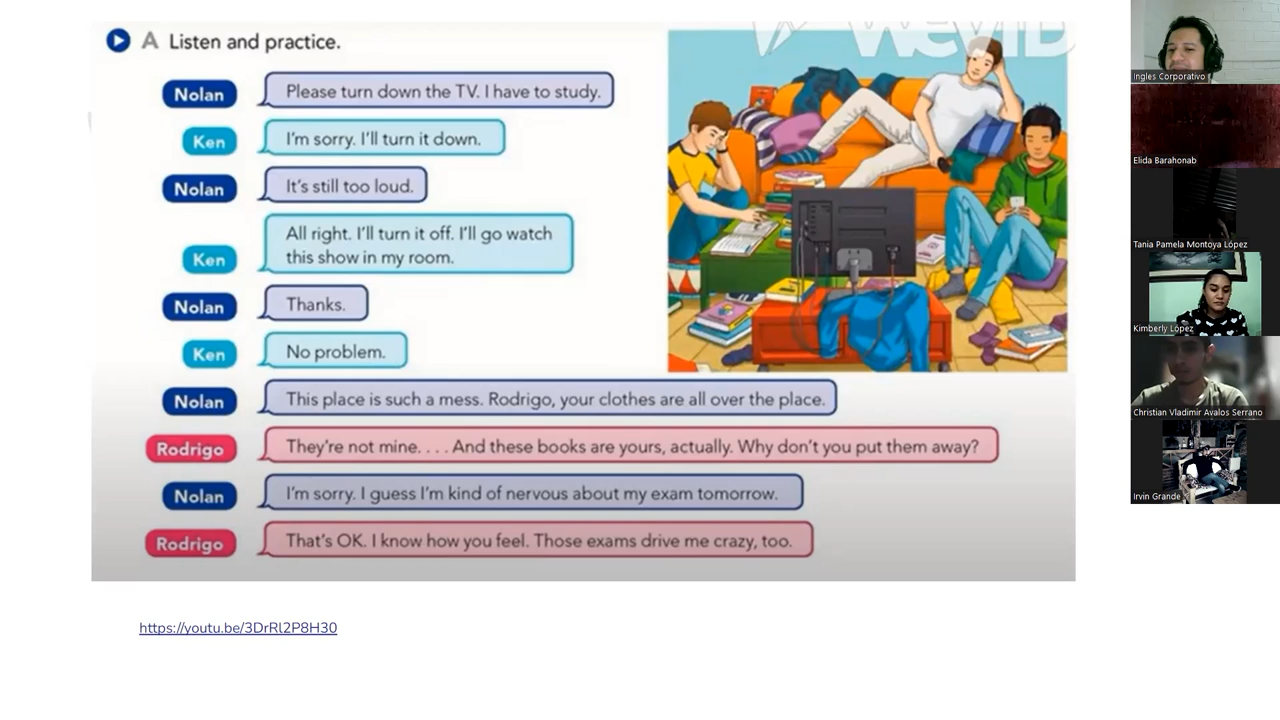 A Listen and practice.
WeVID
Nolan Please turn down the TV. I have to study.
Ken I'm sorry. I'll turn it down.
Nolan It's still too loud.
Ken All right. I'll turn it off. I'll go watch
this show in my room.
Nolan Thanks.
Ken No problem.
Nolan This place is such a mess. Rodrigo, your clothes are all over the place.
Rodrigo They're not mine. . . . And these books are yours, actually. Why don't you put them away?
Nolan I'm sorry. I guess I'm kind of nervous about my exam tomorrow.
Rodrigo That's OK. I know how you feel. Those exams drive me crazy, too.
https://youtu.be/3DrRl2P8H30
Ingles Corporativo
Elida Barahonab
Tania Pamela Montoya López
Kimberly López
Christian Vladimir Avalos Serrano
Irvin Grande